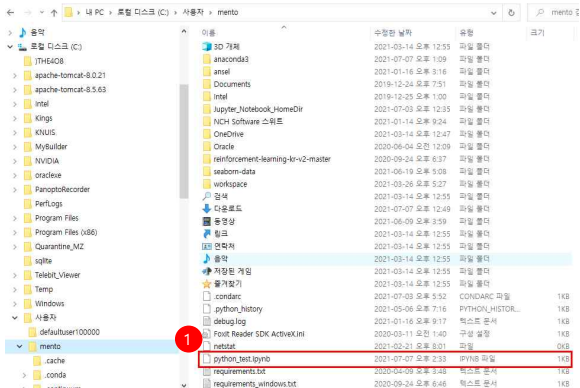 내 PC > 로컬 디스크 (C:) > 사용자 > mento
mento
음악
로컬 디스크 (C:)
JTHE4O8
apache-tomcat-8.0.21
apache-tomcat-8.5.63
Intel
Kings
KNUIS
MyBuilder
NVIDIA
oraclexe
PanoptoRecorder
PerfLogs
Program Files
Program Files (x86)
Quarantine_MZ
sqlite
Telebit_Viewer
Temp
Windows
사용자
defaultuser100000
mento
.cache
.conda
이름 수정한 날짜 유형 크기
3D 개체 2021-03-14 오후 12:55 파일 폴더
anaconda3 2021-07-07 오후 1:09 파일 폴더
ansel 2021-01-16 오후 5:16 파일 폴더
Documents 2019-12-24 오후 7:51 파일 폴더
Intel 2019-12-25 오후 1:00 파일 폴더
Jupyter_Notebook_HomeDir 2021-07-03 오후 12:35 파일 폴더
NCH Software 스위트 2021-01-14 오후 9:24 파일 폴더
OneDrive 2021-03-14 오후 12:47 파일 폴더
Oracle 2020-06-04 오전 12:09 파일 폴더
reinforcement-learning-kr-v2-master 2020-09-24 오후 6:37 파일 폴더
seaborn-data 2021-06-19 오후 5:08 파일 폴더
workspace 2021-03-26 오후 5:27 파일 폴더
검색 2021-03-14 오후 12:55 파일 폴더
다운로드 2021-07-07 오후 12:49 파일 폴더
동영상 2021-06-09 오후 3:59 파일 폴더
링크 2021-03-14 오후 12:55 파일 폴더
연락처 2021-03-14 오후 12:55 파일 폴더
음악 2021-03-14 오후 12:55 파일 폴더
저장된 게임 2021-03-14 오후 12:55 파일 폴더
즐겨찾기 2021-03-14 오후 12:55 파일 폴더
.condarc 2021-07-03 오후 5:52 CONDARC 파일 1KB
.python_history 2021-05-06 오후 7:16 PYTHON_HISTOR... 1KB
debug.log 2021-01-16 오후 9:17 텍스트 문서 1KB
Foxit Reader SDK ActiveX.ini 2020-03-11 오전 1:40 구성 설정 1KB
netstat 2021-02-21 오후 8:01 파일 0KB
1
python_test.ipynb 2021-07-07 오후 2:33 IPYNB 파일 1KB
requirements.txt 2020-04-09 오후 3:48 텍스트 문서 1KB
requirements_windows.txt 2020-09-24 오후 6:46 텍스트 문서 1KB